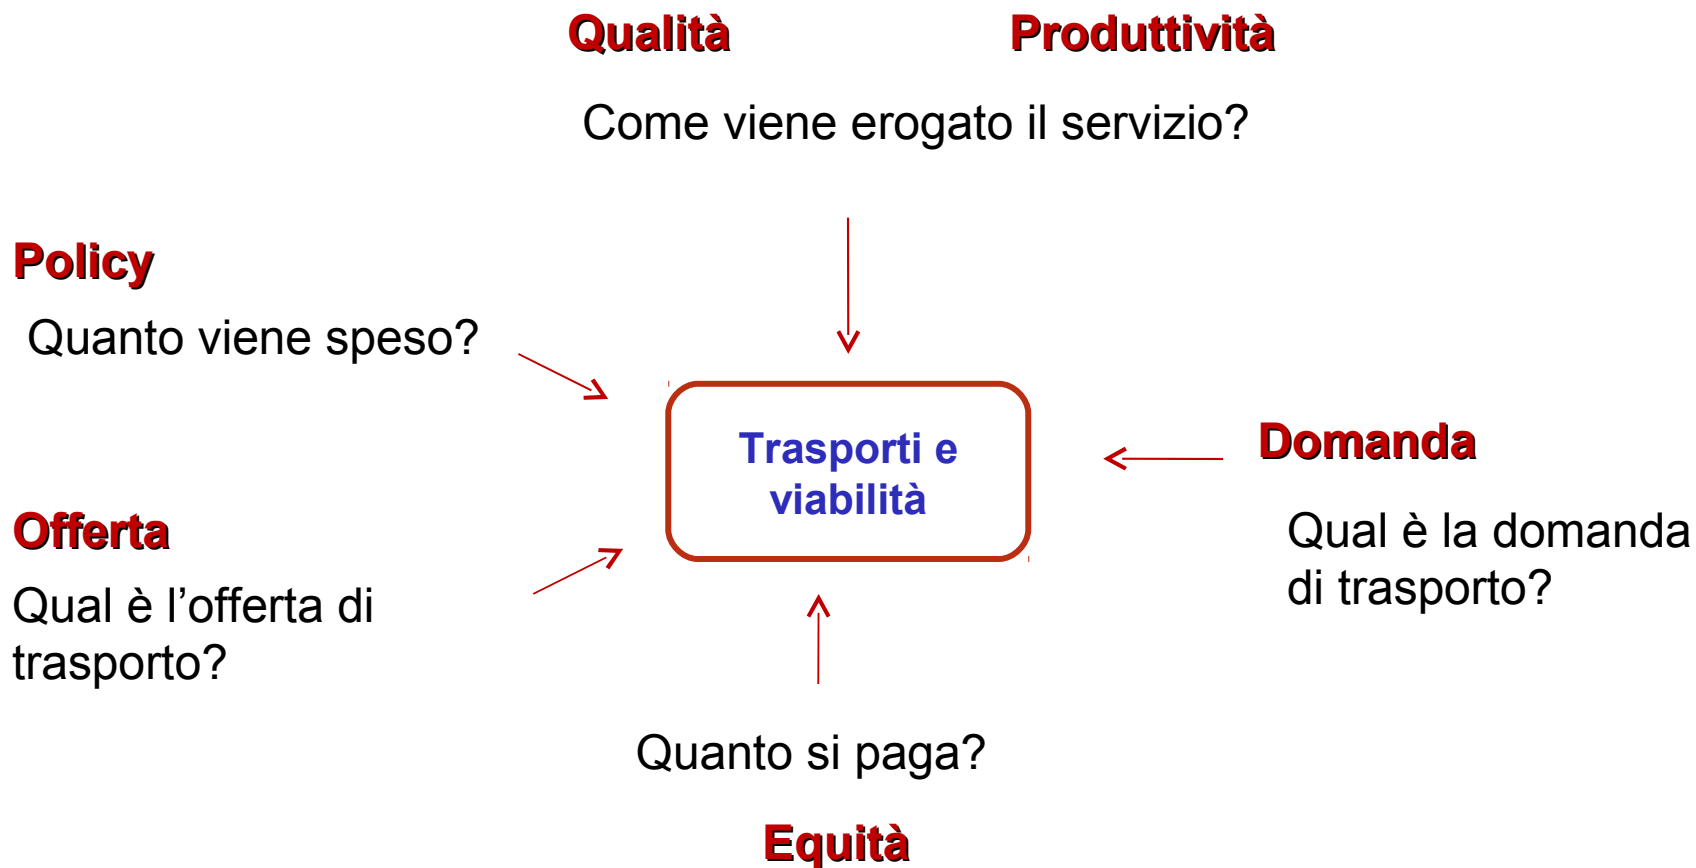 Qualità
Produttività
Come viene erogato il servizio?
Policy
Quanto viene speso?
Trasporti e
viabilità
Domanda
Qual è la domanda
di trasporto?
Offerta
Qual è l’offerta di
trasporto?
Quanto si paga?
Equità